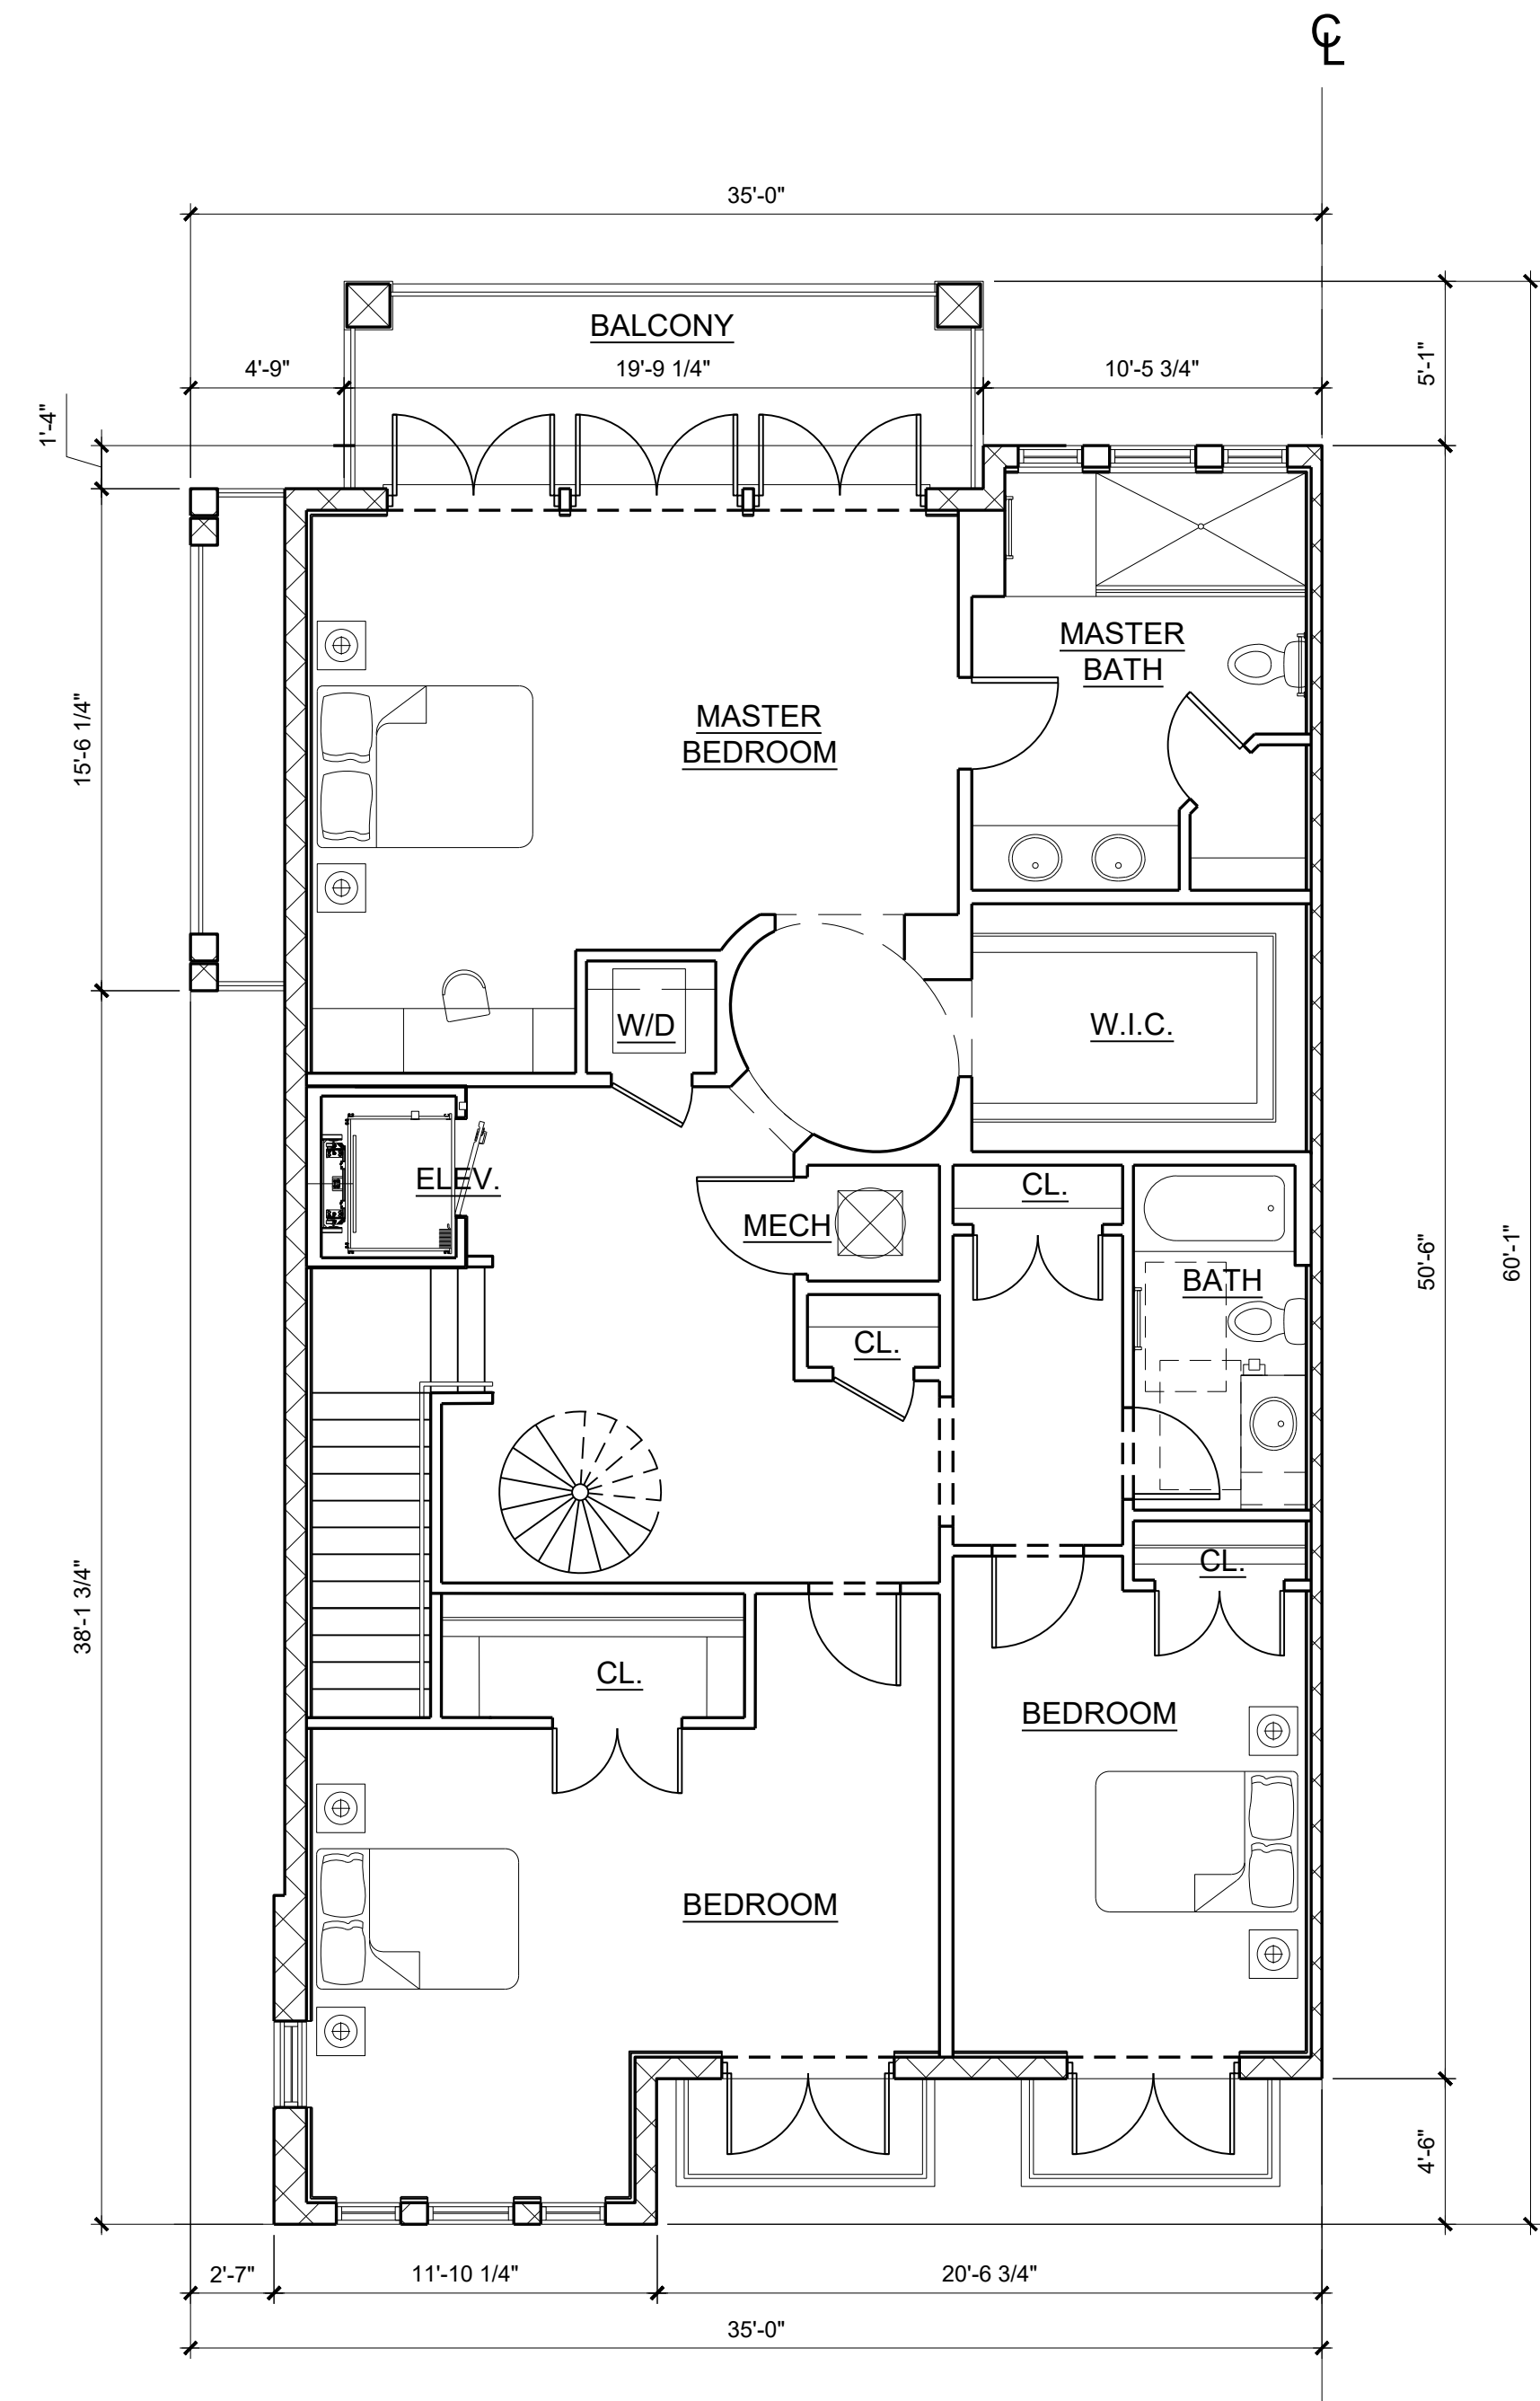 ℄
35'-0"
BALCONY
4'-9"
19'-9 1/4"
10'-5 3/4"
5'-1"
1'-4"
MASTER
BATH
MASTER
BEDROOM
15'-6 1/4"
W/D
W.I.C.
ELEV.
CL.
MECH
BATH
50'-6"
60'-1"
CL.
CL.
38'-1 3/4"
CL.
BEDROOM
BEDROOM
4'-6"
2'-7"
11'-10 1/4"
20'-6 3/4"
35'-0"